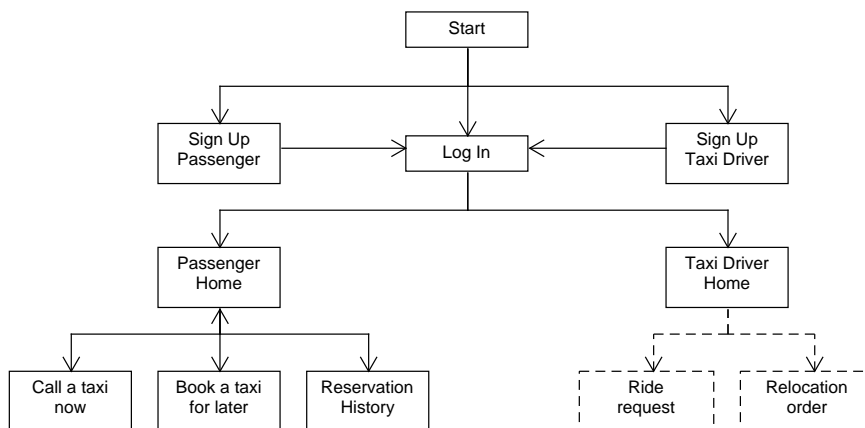 Start
Sign Up
Passenger
Log In
Sign Up
Taxi Driver
Passenger
Home
Taxi Driver
Home
Call a taxi
now
Book a taxi
for later
Reservation
History
Ride
request
Relocation
order